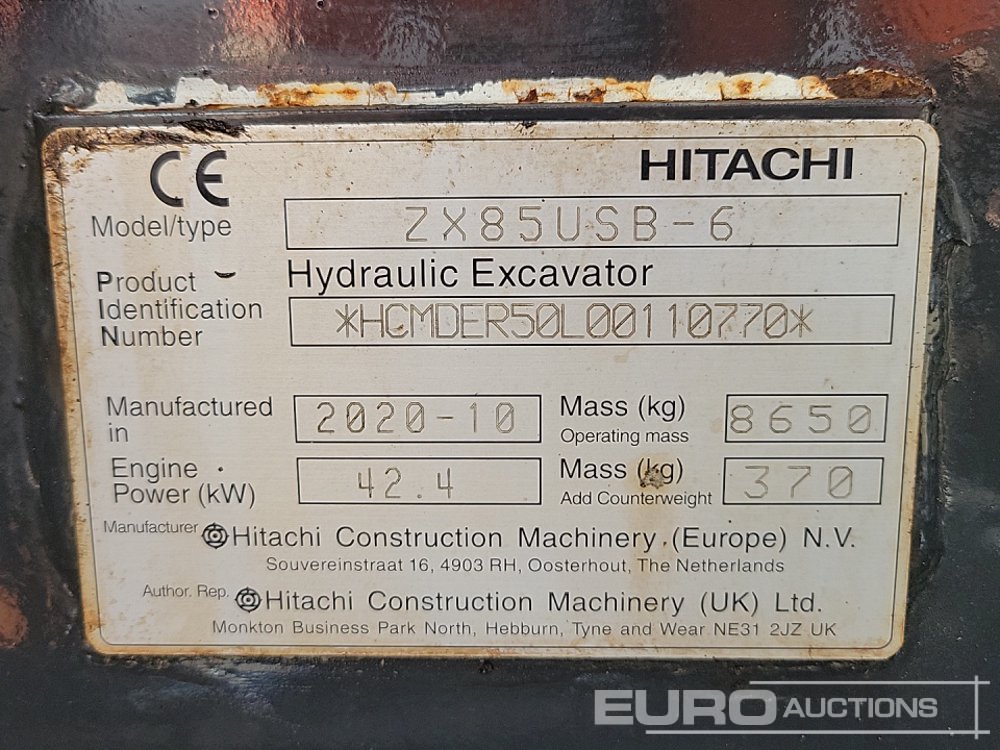 CE HITACHI
Model/type ZX85USB-6
Product Hydraulic Excavator
Identification *HCMDER50L00110770*
Number
Manufactured in 2020-10 Mass (kg) Operating mass 8650
Engine Power (kW) 42.4 Mass (kg) Add Counterweight 370
Manufacturer Hitachi Construction Machinery (Europe) N.V.
Souvereinstraat 16, 4903 RH, Oosterhout, The Netherlands
Author. Rep. Hitachi Construction Machinery (UK) Ltd.
Monkton Business Park North, Hebburn, Tyne and Wear NE31 2JZ UK
EURO AUCTIONS